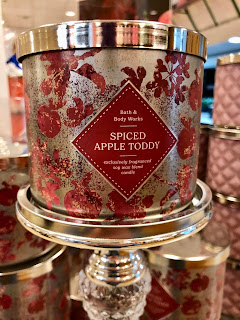 Bath &
Body Works
SPICED
APPLE TODDY
exclusively fragranced
soy wax blend
candle